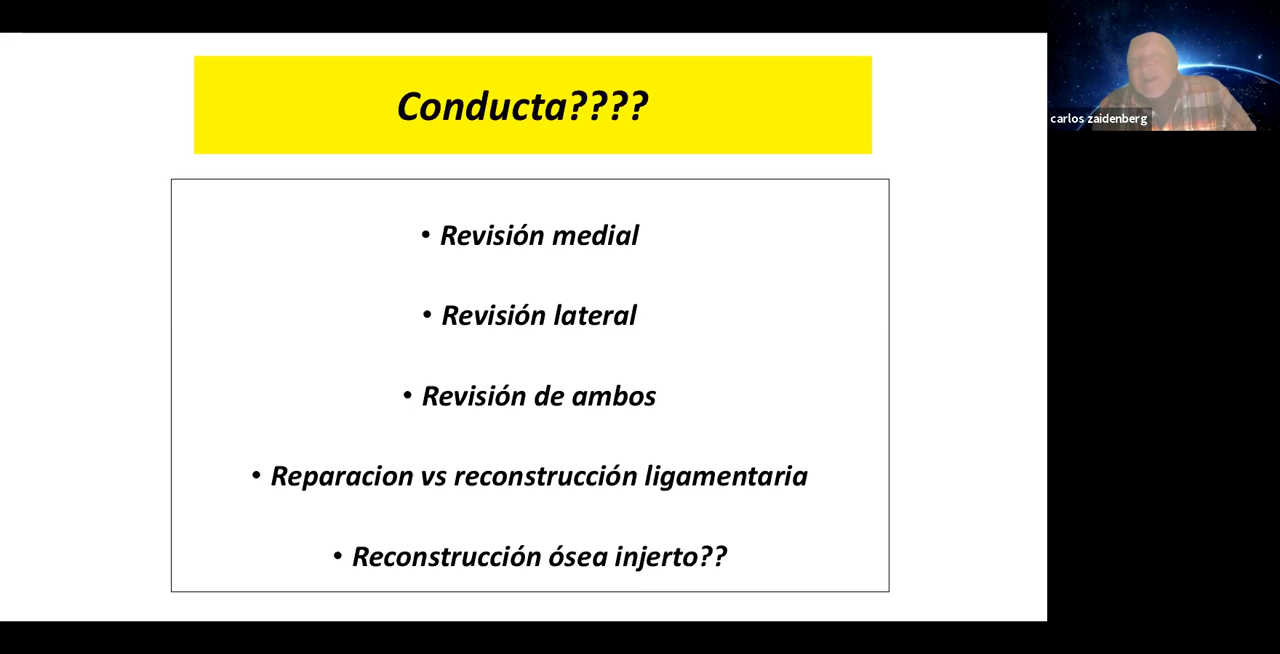 Conducta????
carlos zaidenberg
• Revisión medial
• Revisión lateral
• Revisión de ambos
• Reparacion vs reconstrucción ligamentaria
• Reconstrucción ósea injerto??